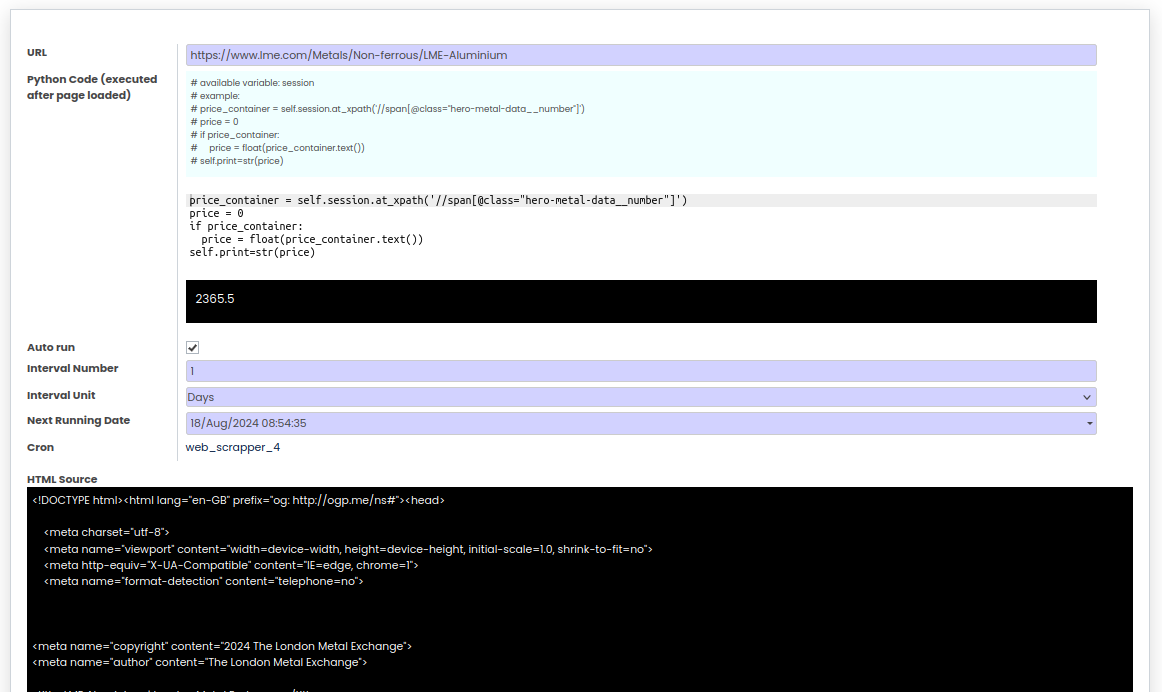 URL
https://www.lme.com/Metals/Non-ferrous/LME-Aluminium
Python Code (executed
after page loaded)
# available variable: session
# example:
# price_container = self.session.at_xpath('//span[@class="hero-metal-data__number"]')
# price = 0
# if price_container:
#     price = float(price_container.text())
# self.print=str(price)
price_container = self.session.at_xpath('//span[@class="hero-metal-data__number"]')
price = 0
if price_container:
  price = float(price_container.text())
self.print=str(price)
2365.5
Auto run
Interval Number
1
Interval Unit
Days
Next Running Date
18/Aug/2024 08:54:35
Cron
web_scrapper_4
HTML Source
<!DOCTYPE html><html lang="en-GB" prefix="og: http://ogp.me/ns#"><head>
<meta charset="utf-8">
<meta name="viewport" content="width=device-width, height=device-height, initial-scale=1.0, shrink-to-fit=no">
<meta http-equiv="X-UA-Compatible" content="IE=edge, chrome=1">
<meta name="format-detection" content="telephone=no">
<meta name="copyright" content="2024 The London Metal Exchange">
<meta name="author" content="The London Metal Exchange">